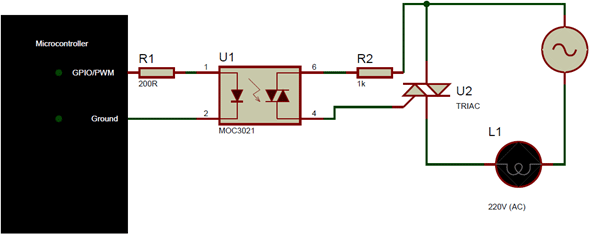 Microcontroller
GPIO/PWM
Ground
R1
200R
U1
1
2
6
4
MOC3021
R2
1k
U2
TRIAC
L1
220V (AC)